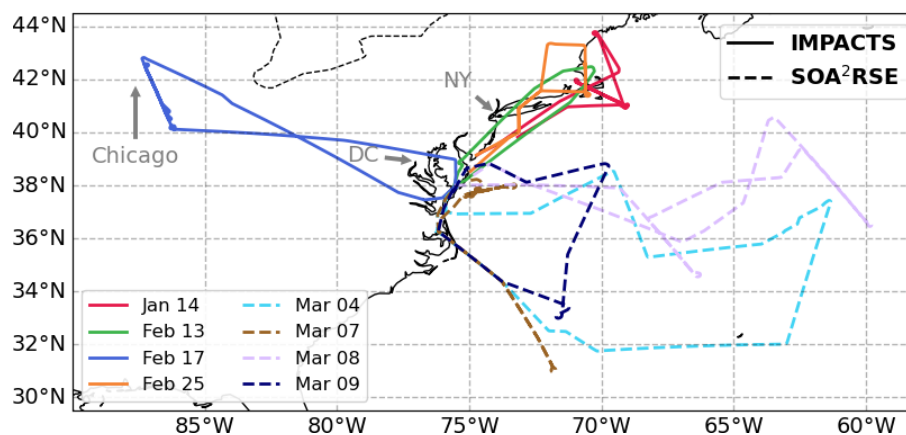 44°N
42°N
40°N
38°N
36°N
34°N
32°N
30°N
85°W
80°W
75°W
70°W
65°W
60°W
IMPACTS
SOA²RSE
NY
DC
Chicago
Jan 14
Feb 13
Feb 17
Feb 25
Mar 04
Mar 07
Mar 08
Mar 09